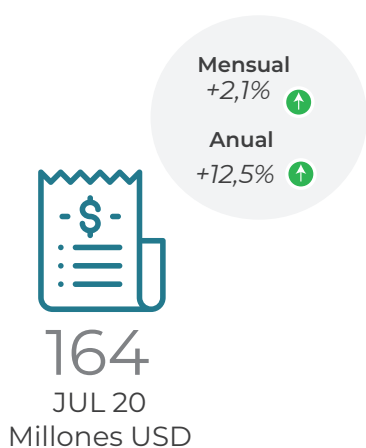 Mensual
+2,1%
Anual
+12,5%
-$-
164
JUL 20
Millones USD